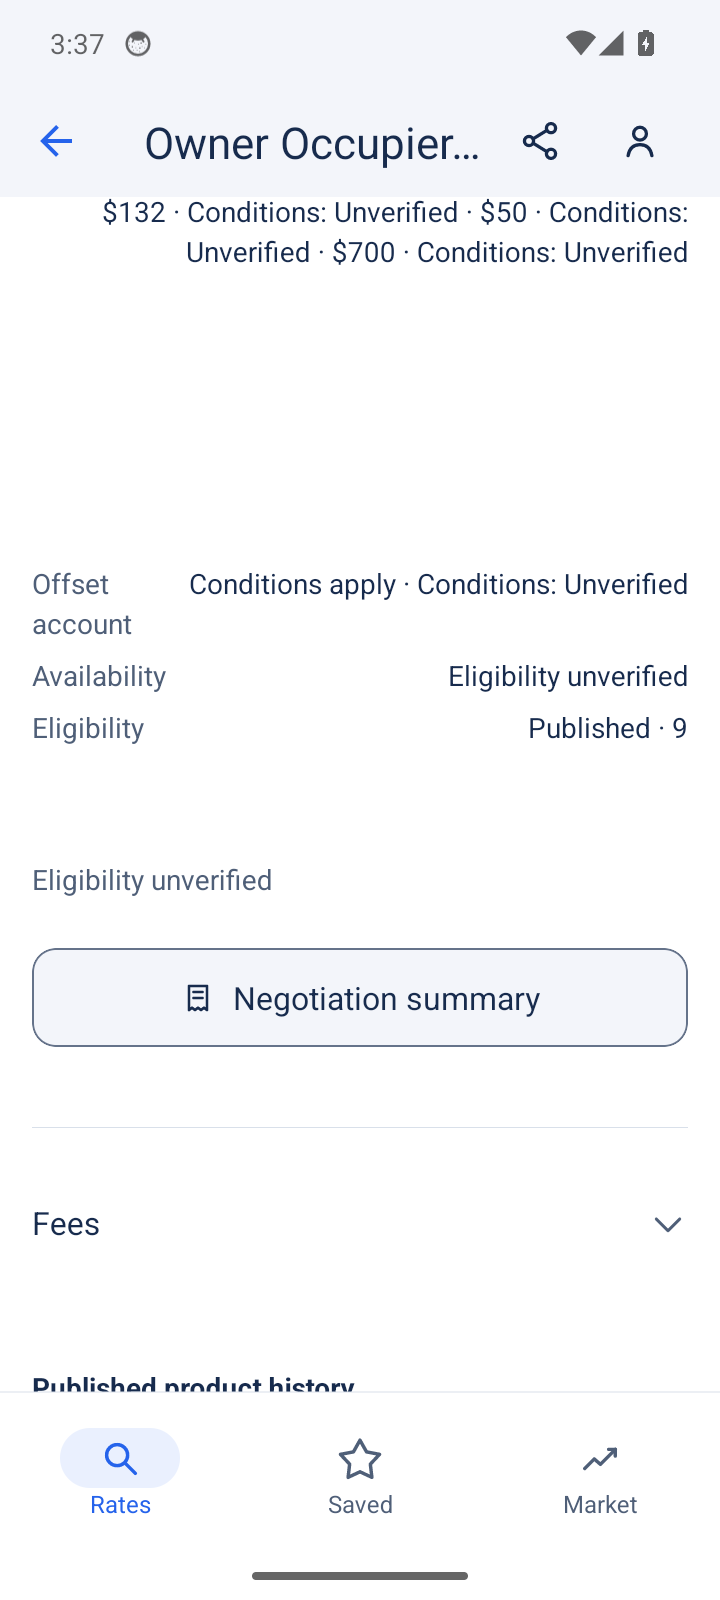 3:37
Owner Occupier...
$132 · Conditions: Unverified · $50 · Conditions:
Unverified · $700 · Conditions: Unverified
Offset account
Conditions apply · Conditions: Unverified
Availability
Eligibility unverified
Eligibility
Published · 9
Eligibility unverified
Negotiation summary
Fees
Published product history
Rates
Saved
Market